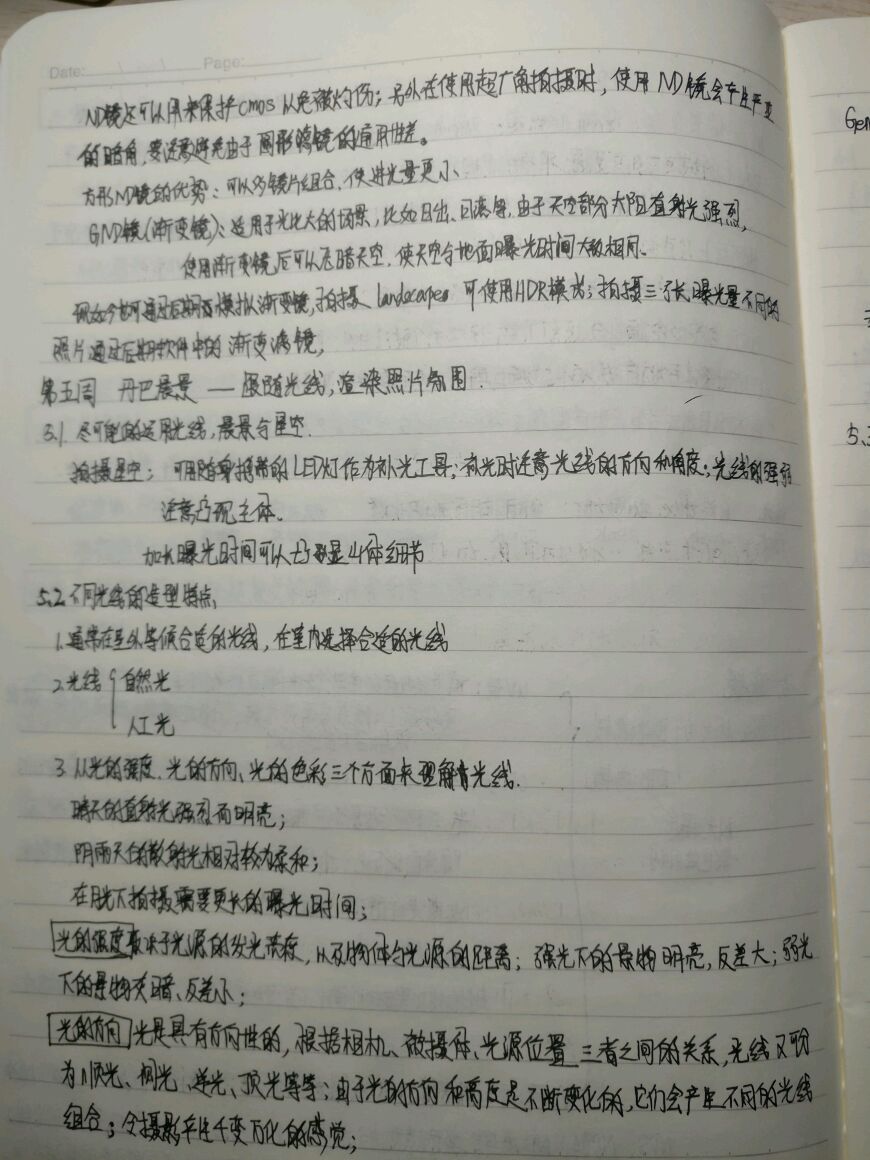 Date: Page:
ND镜还可以用来保护CMOS以免被灼伤；另外在使用超广角拍摄时，使用ND镜会产生严重
的暗角，要注意避免由于圆形滤镜的通用性差。
方形ND镜的优势：可以多镜片组合，使进光量更小、
GND镜(渐变镜)：适用于光比大的场景，比如日出、日落等，由于天空部分太阳直射光强烈，
使用渐变镜后可以压暗天空，使天空与地面曝光时间大致相同。
现如今也可通过后期模拟渐变镜，拍摄 landscapes 可使用HDR模式；拍摄三张曝光量不同的
照片通过后期软件中的渐变滤镜，
第五周 丹巴晨景 — 跟随光线，渲染照片氛围
5.1 尽可能的运用光线，晨景与星空.
拍摄星空；可用随身携带的LED灯作为补光工具；补光时注意光线的方向和角度；光线的强弱
注意凸现主体.
加长曝光时间可以凸显山体细节
5.2 不同光线的造型特点，
1.通常在室外等候合适的光线，在室内选择合适的光线
2.光线 自然光
人工光
3.从光的强度、光的方向、光的色彩三个方面来理解光线.
晴天的直射光强烈而明亮；
阴雨天的散射光相对较为柔和；
在月光下拍摄需要更长的曝光时间；
光的强度取决于光源的发光强度，以及物体与光源的距离；强光下的景物明亮，反差大；弱光
下的景物灰暗、反差小；
光的方向 光是具有方向性的，根据相机、被摄体、光源位置三者之间的关系，光线又可分
为顺光、侧光、逆光、顶光等等；由于光的方向和高度是不断变化的，它们会产生不同的光线
组合；令摄影产生千变万化的感觉；
Gen
5.3